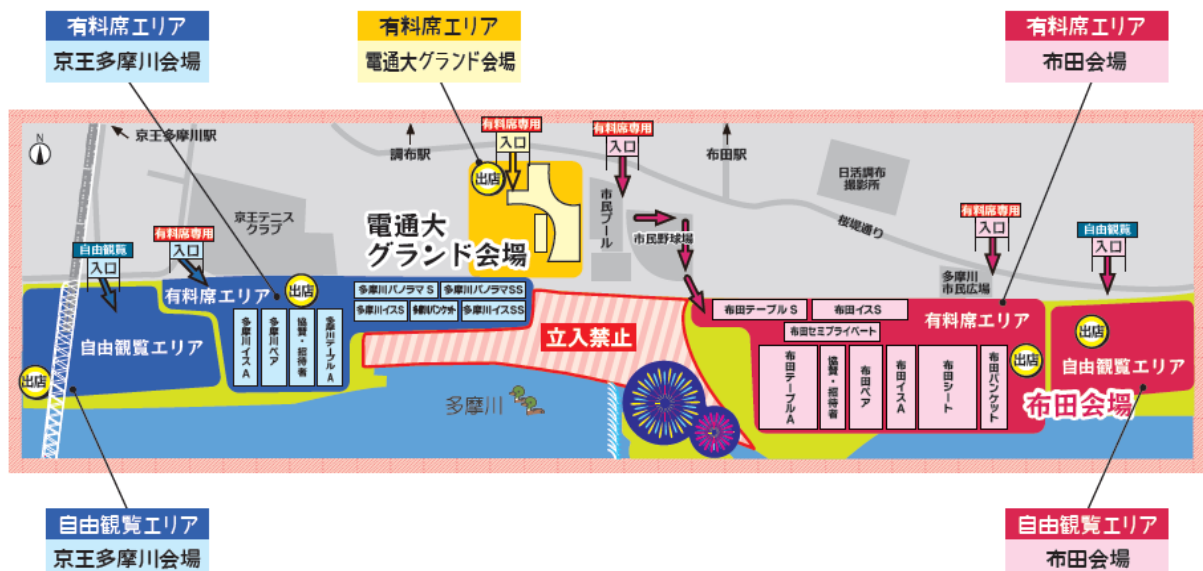 有料席エリア
京王多摩川会場
有料席エリア
電通大グランド会場
有料席エリア
布田会場
N
京王多摩川駅
調布駅
有料席専用
入口
有料席専用
入口
布田駅
日活調布
撮影所
出店
京王テニス
クラブ
市民プール
市民野球場
桜堤通り
電通大
グランド会場
自由観覧
入口
有料席専用
入口
有料席専用
入口
自由観覧
入口
多摩川
市民広場
有料席エリア
出店
多摩川パノラマ S
多摩川パノラマSS
多摩川イスS
多摩川バンケット
多摩川イスSS
多摩川イスA
多摩川ペア
協賛・招待者
多摩川テーブルA
自由観覧エリア
出店
立入禁止
多摩川
布田テーブル S
布田イスS
布田セミプライベート
有料席エリア
布田テーブルA
協賛・招待者
布田ペア
布田イスA
布田シート
布田バンケット
出店
出店
自由観覧エリア
布田会場
自由観覧エリア
京王多摩川会場
自由観覧エリア
布田会場